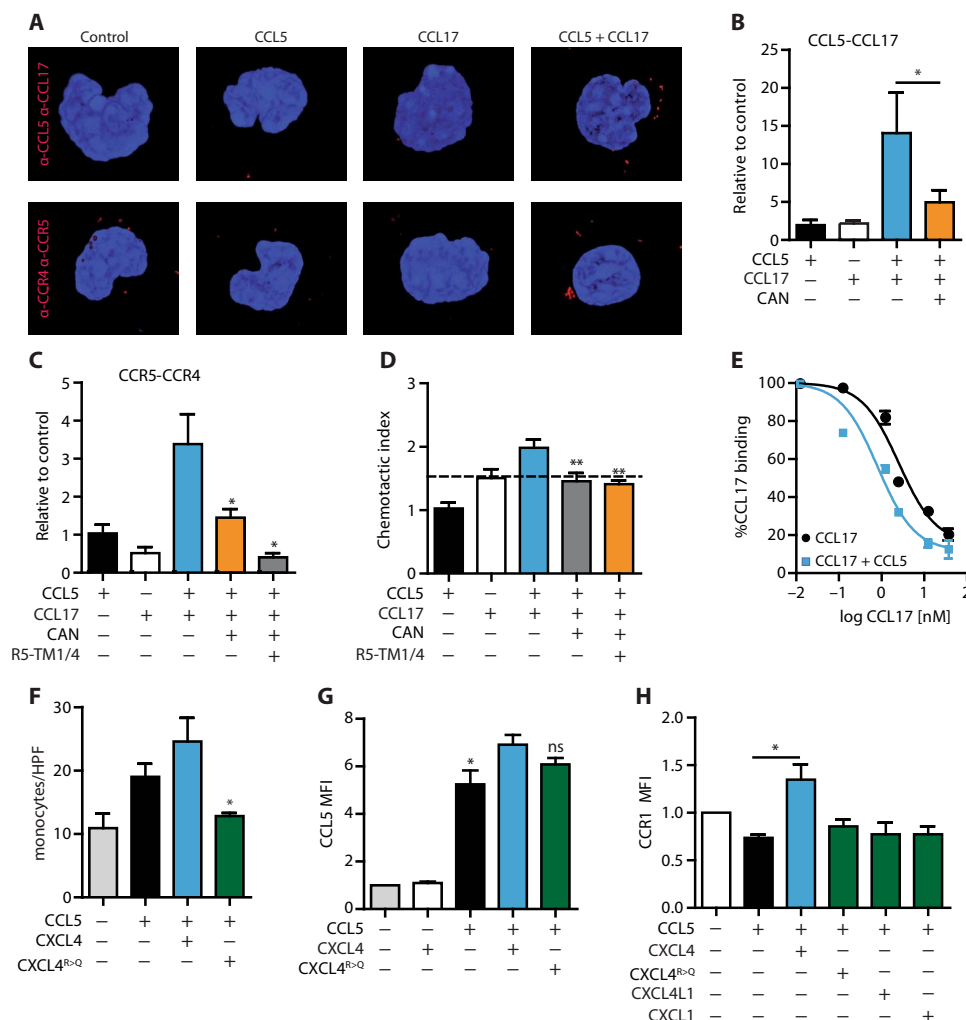 A
Control CCL5 CCL17 CCL5 + CCL17
α-CCL5 α-CCL17
α-CCR4 α-CCR5
B
CCL5-CCL17
Relative to control
25
20
15
10
5
0
*
CCL5 + − + +
CCL17 − + + +
CAN − − − +
C
CCR5-CCR4
Relative to control
5
4
3
2
1
0
* *
CCL5 + − + + +
CCL17 − + + + +
CAN − − − + +
R5-TM1/4 − − − − +
D
Chemotactic index
3
2
1
0
** **
CCL5 + − + + +
CCL17 − + + + +
CAN − − − + +
R5-TM1/4 − − − − +
E
%CCL17 binding
100
80
60
40
20
0
CCL17
CCL17 + CCL5
−2 −1 0 1 2
log CCL17 [nM]
F
monocytes/HPF
30
20
10
0
*
CCL5 − + + +
CXCL4 − − + −
CXCL4R>Q − − − +
G
CCL5 MFI
8
6
4
2
0
* ns
CCL5 − − + + +
CXCL4 − + − + −
CXCL4R>Q − − − − +
H
CCR1 MFI
2.0
1.5
1.0
0.5
0.0
*
CCL5 − + + + + +
CXCL4 − − + − − −
CXCL4R>Q − − − + − −
CXCL4L1 − − − − + −
CXCL1 − − − − − +